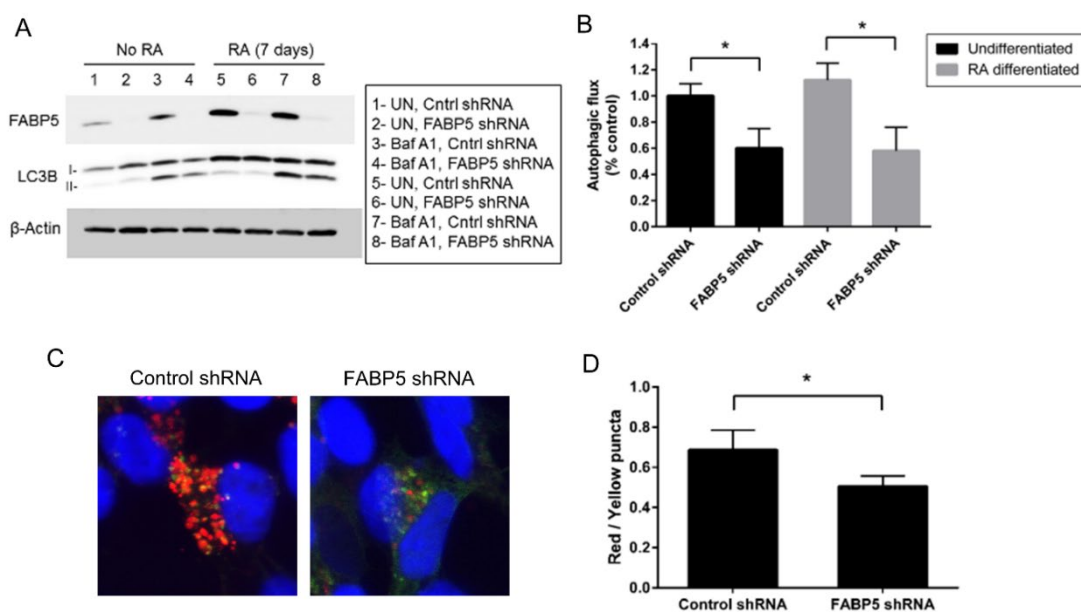 A
No RA
RA (7 days)
1 2 3 4 5 6 7 8
FABP5
LC3B
I-
II-
β-Actin
1- UN, Cntrl shRNA
2- UN, FABP5 shRNA
3- Baf A1, Cntrl shRNA
4- Baf A1, FABP5 shRNA
5- UN, Cntrl shRNA
6- UN, FABP5 shRNA
7- Baf A1, Cntrl shRNA
8- Baf A1, FABP5 shRNA
B
Autophagic flux
(% control)
1.4
1.2
1.0
0.8
0.6
0.4
0.2
0.0
*
*
Control shRNA
FABP5 shRNA
Control shRNA
FABP5 shRNA
Undifferentiated
RA differentiated
C
Control shRNA
FABP5 shRNA
D
Red / Yellow puncta
1.0
0.8
0.6
0.4
0.2
0.0
*
Control shRNA
FABP5 shRNA